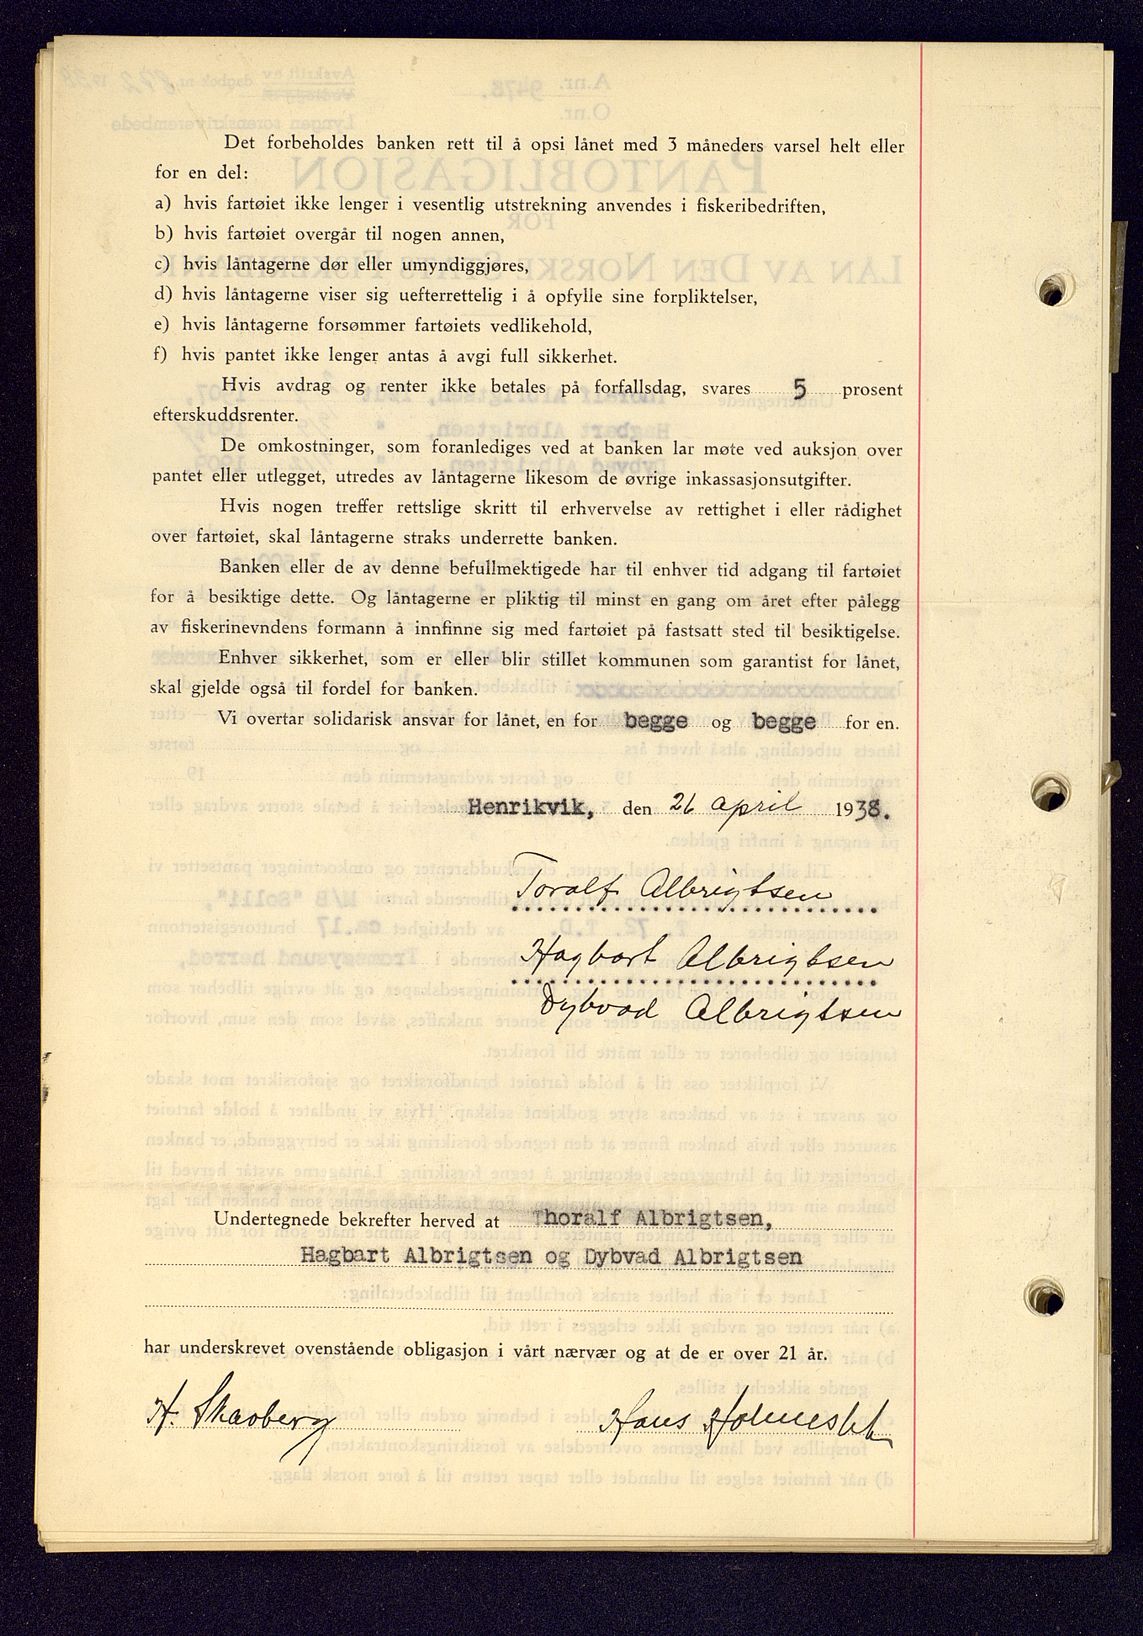 Det forbeholdes banken rett til å opsi lånet med 3 måneders varsel helt eller
for en del:
a) hvis fartøiet ikke lenger i vesentlig utstrekning anvendes i fiskeribedriften,
b) hvis fartøiet overgår til nogen annen,
c) hvis låntagerne dør eller umyndiggjøres,
d) hvis låntagerne viser sig uefterrettelig i å opfylle sine forpliktelser,
e) hvis låntagerne forsømmer fartøiets vedlikehold,
f) hvis pantet ikke lenger antas å avgi full sikkerhet.
Hvis avdrag og renter ikke betales på forfallsdag, svares 5 prosent
efterskuddsrenter.
De omkostninger, som foranlediges ved at banken lar møte ved auksjon over
pantet eller utlegget, utredes av låntagerne likesom de øvrige inkassasjonsutgifter.
Hvis nogen treffer rettslige skritt til erhvervelse av rettighet i eller rådighet
over fartøiet, skal låntagerne straks underrette banken.
Banken eller de av denne befullmektigede har til enhver tid adgang til fartøiet
for å besiktige dette. Og låntagerne er pliktig til minst en gang om året efter pålegg
av fiskerinevndens formann å innfinne sig med fartøiet på fastsatt sted til besiktigelse.
Enhver sikkerhet, som er eller blir stillet kommunen som garantist for lånet,
skal gjelde også til fordel for banken.
Vi overtar solidarisk ansvar for lånet, en for begge og begge for en.
Henrikvik, den 26 april 1938.
Toralf Albrigtsen
Hagbart Albrigtsen
Dybvad Albrigtsen
Undertegnede bekrefter herved at Thoralf Albrigtsen,
Hagbart Albrigtsen og Dybvad Albrigtsen
har underskrevet ovenstående obligasjon i vårt nærvær og at de er over 21 år.
H. Skaoberg Hans Holmeslet